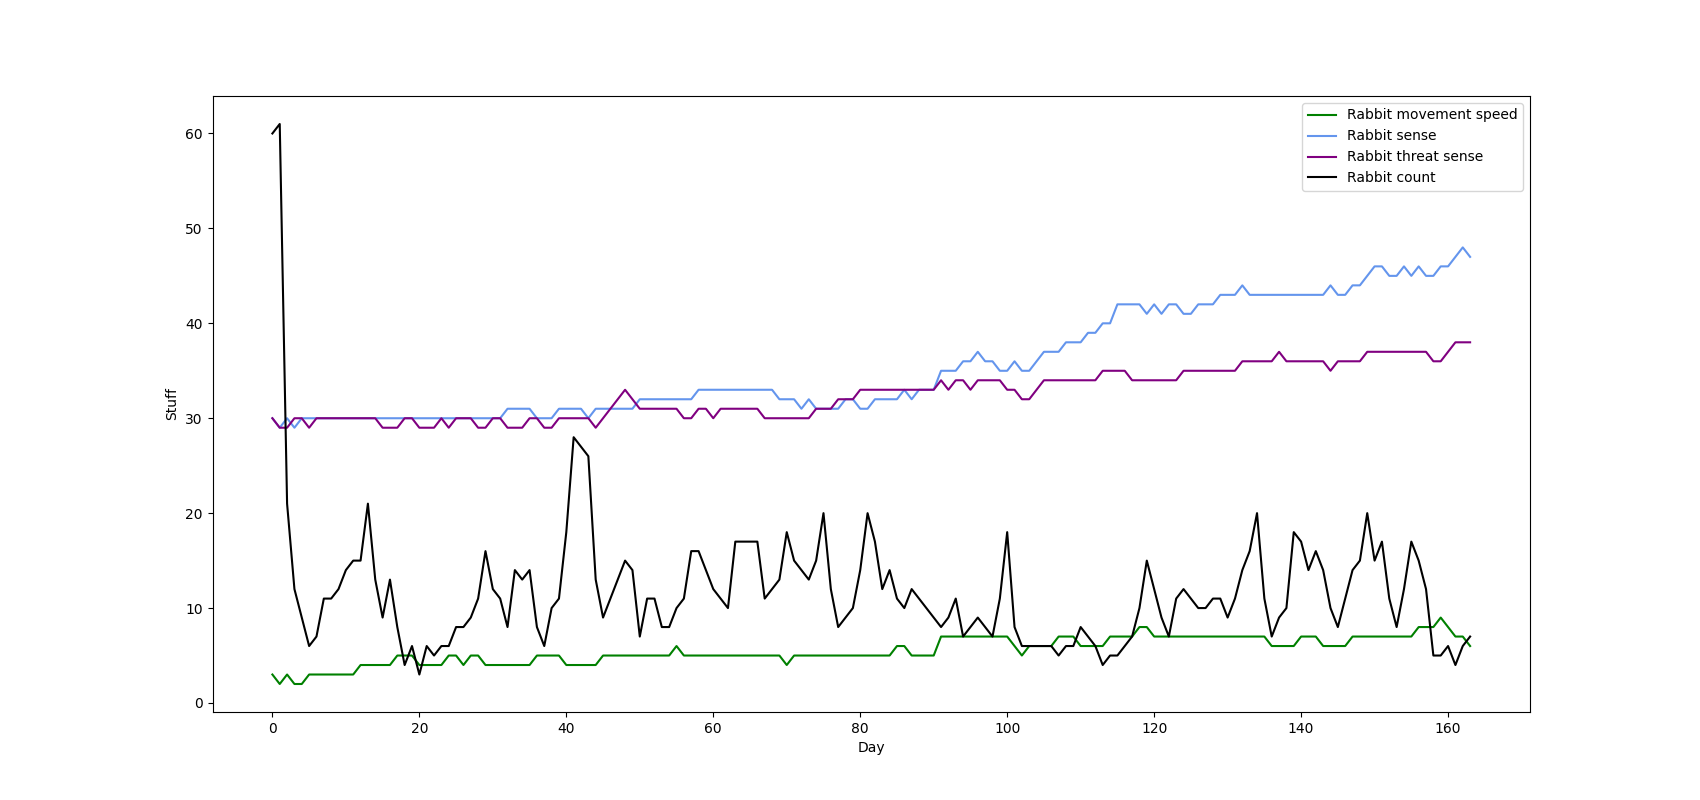 Rabbit movement speed
Rabbit sense
Rabbit threat sense
Rabbit count
60
50
40
30
20
10
0
Stuff
0 20 40 60 80 100 120 140 160
Day